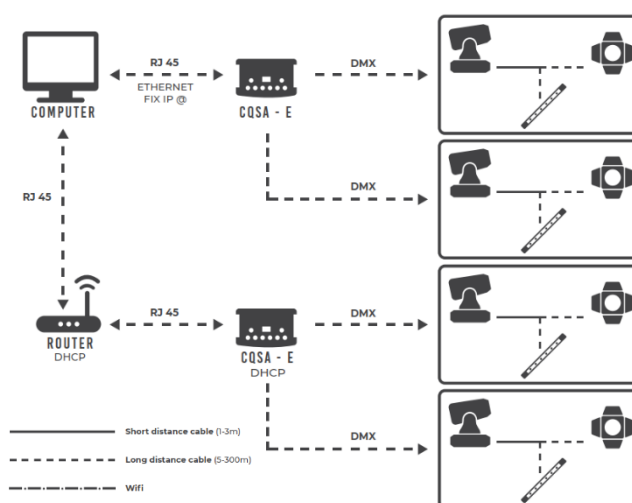 RJ 45
DMX
ETHERNET
FIX IP @
COMPUTER
CQSA - E
RJ 45
DMX
RJ 45
DMX
ROUTER
DHCP
CQSA - E
DHCP
Short distance cable (1-3m)
DMX
Long distance cable (5-300m)
Wifi